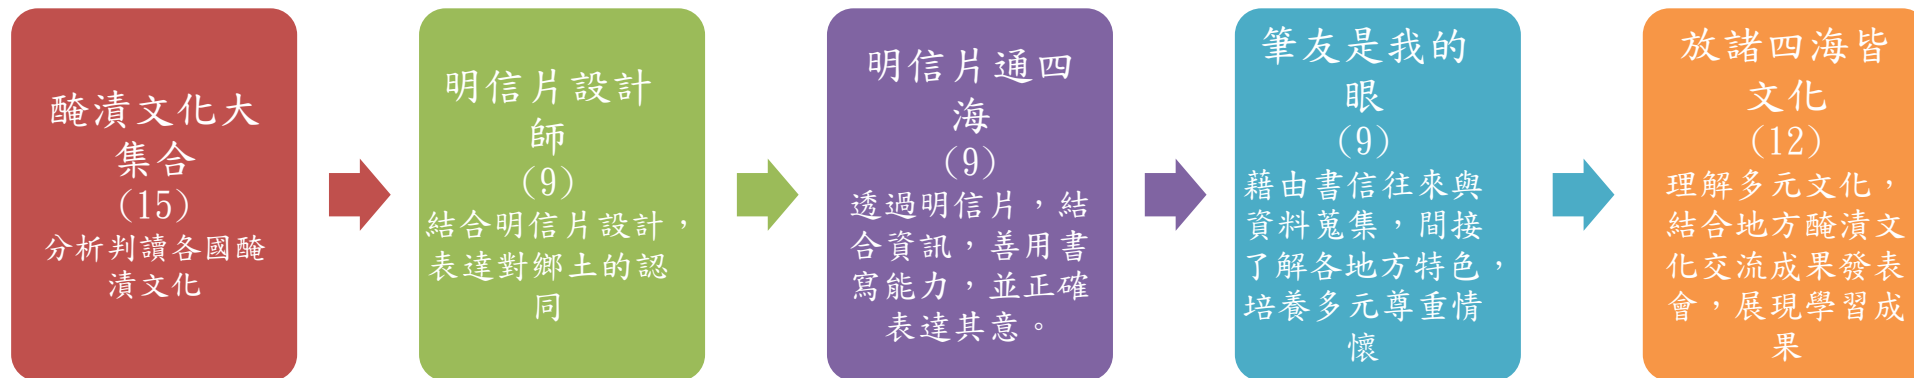 醃漬文化大
集合
(15)
分析判讀各國醃
漬文化
明信片設計
師
(9)
結合明信片設計，
表達對鄉土的認
同
明信片通四
海
(9)
透過明信片，結
合資訊，善用書
寫能力，並正確
表達其意。
筆友是我的
眼
(9)
藉由書信往來與
資料蒐集，間接
了解各地方特色，
培養多元尊重情
懷
放諸四海皆
文化
(12)
理解多元文化，
結合地方醃漬文
化交流成果發表
會，展現學習成
果